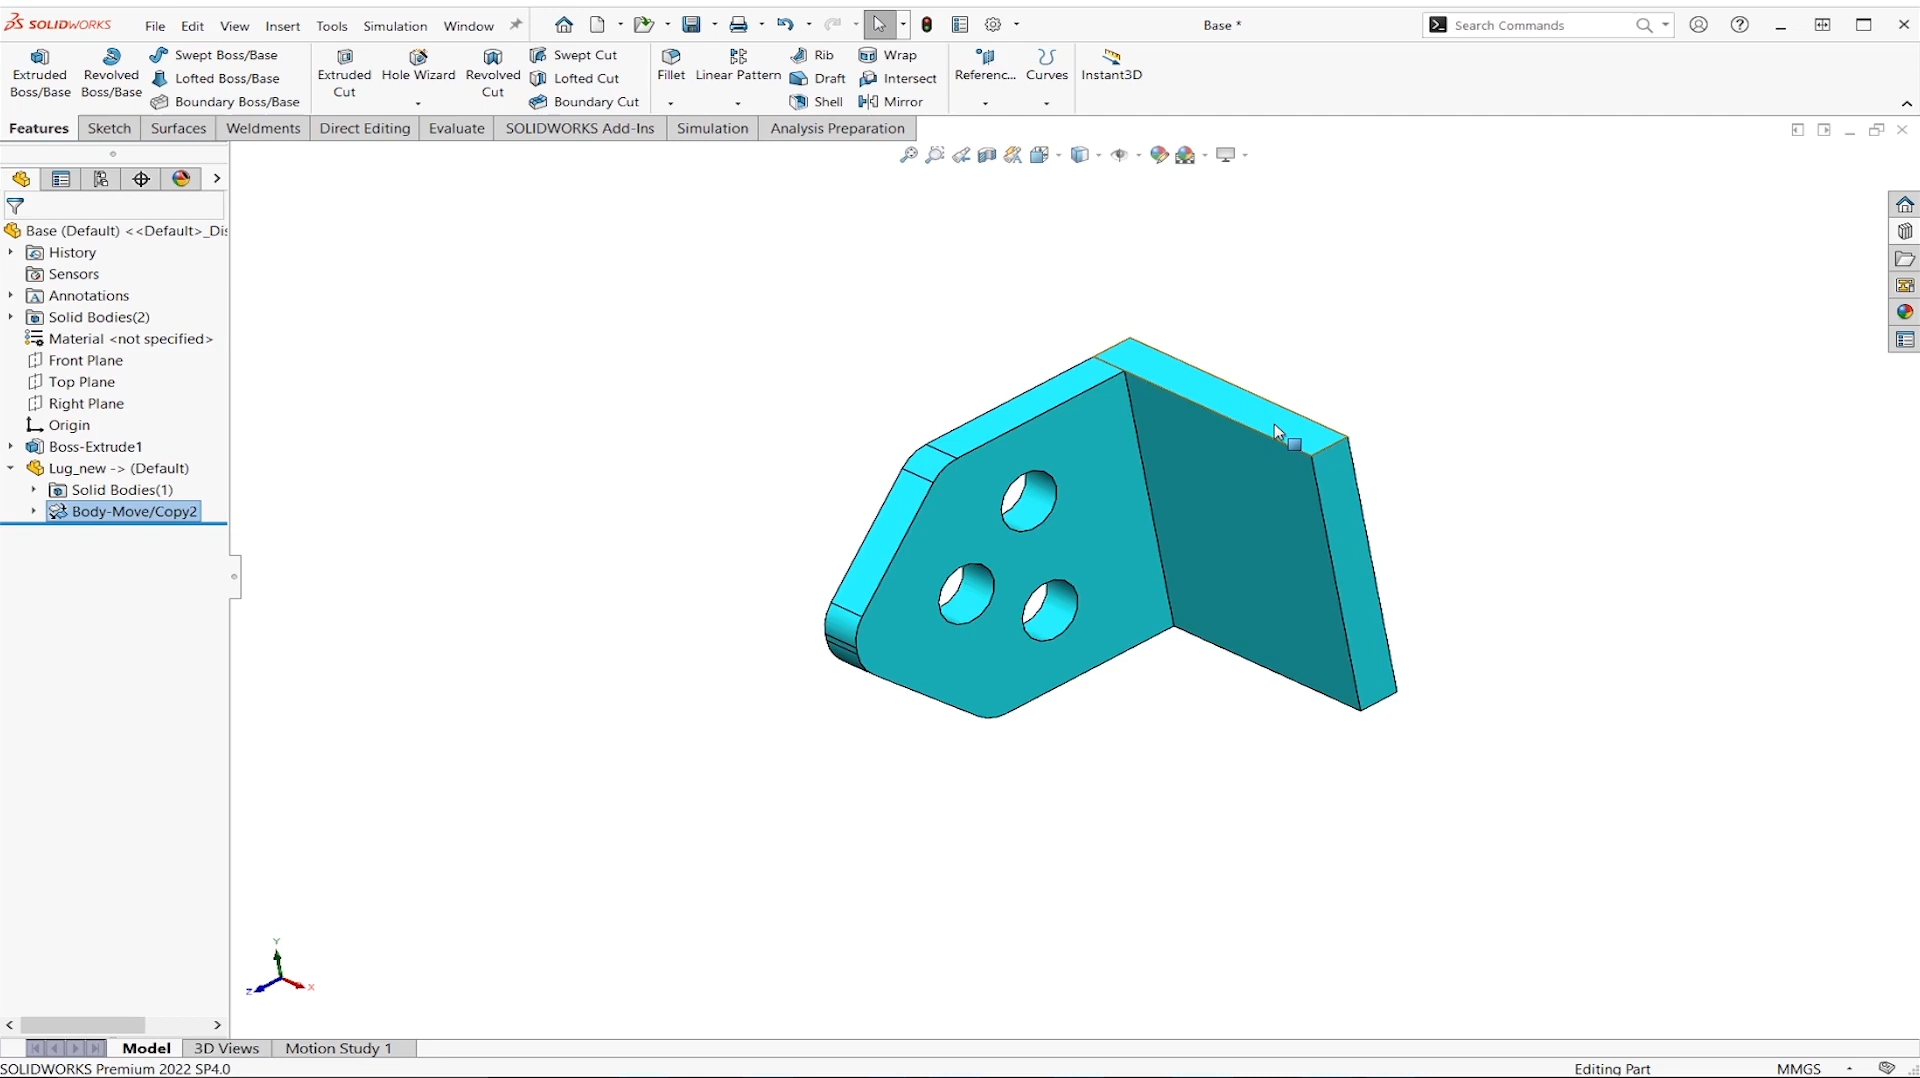 SOLIDWORKS File Edit View Insert Tools Simulation Window Base * Search Commands
Extruded Boss/Base
Revolved Boss/Base
Swept Boss/Base
Lofted Boss/Base
Boundary Boss/Base
Extruded Cut
Hole Wizard
Revolved Cut
Swept Cut
Lofted Cut
Boundary Cut
Fillet
Linear Pattern
Rib
Draft
Shell
Wrap
Intersect
Mirror
Referenc...
Curves
Instant3D
Features Sketch Surfaces Weldments Direct Editing Evaluate SOLIDWORKS Add-Ins Simulation Analysis Preparation
Base (Default) <<Default>_Dis
History
Sensors
Annotations
Solid Bodies(2)
Material <not specified>
Front Plane
Top Plane
Right Plane
Origin
Boss-Extrude1
Lug_new -> (Default)
Solid Bodies(1)
Body-Move/Copy2
Y
Z
X
Model 3D Views Motion Study 1
SOLIDWORKS Premium 2022 SP4.0 Editing Part MMGS